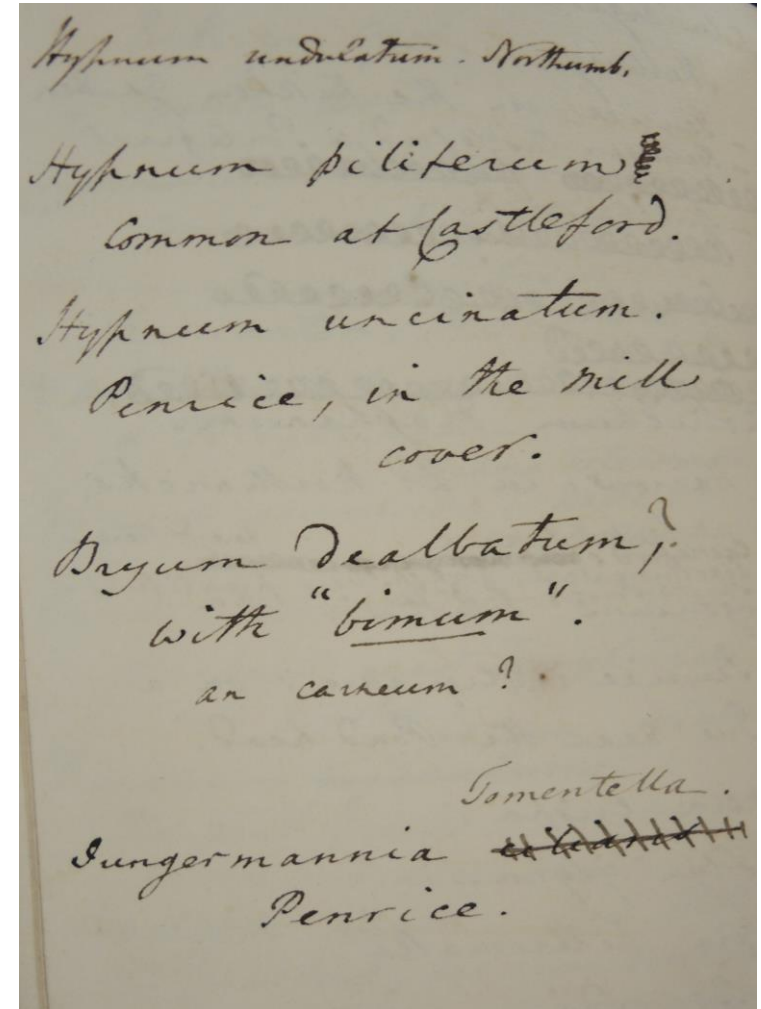 Hypnum undulatum. Northumb.
Hypnum piliferum
Common at Castleford.
Hypnum uncinatum.
Penrice, in the Mill
cover.
Bryum dealbatum,?
with "bimum".
an carneum?
Tomentella.
Jungermannia
Penrice.